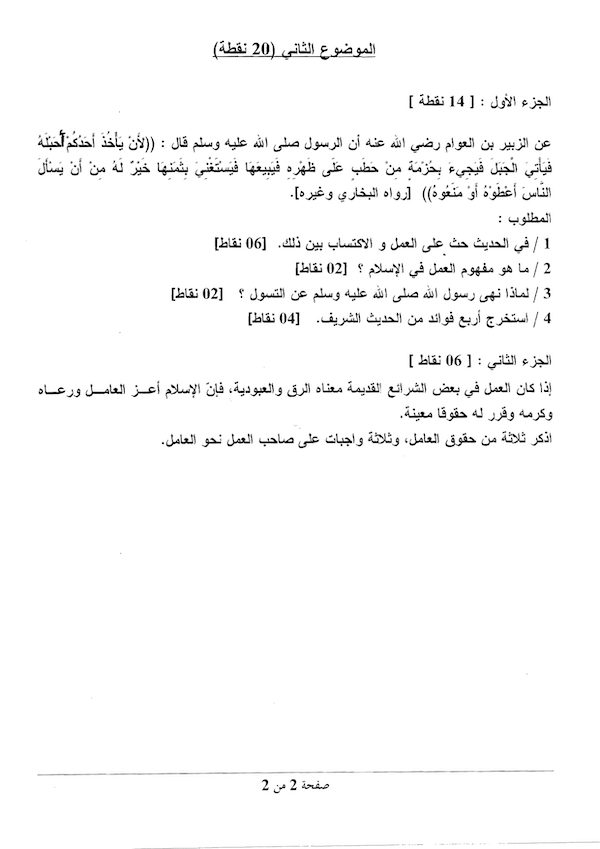 الموضوع الثاني (20 نقطة)
الجزء الأول : [ 14 نقطة ]
عن الزبير بن العوام رضي الله عنه أن الرسول صلى الله عليه وسلم قال : ((لَأَنْ يَأْخُذَ أَحَدُكُمْ أَحْبُلَهُ
فَيَأْتِيَ الْجَبَلَ فَيَجِيءَ بِحُزْمَةٍ مِنْ حَطَبٍ عَلَى ظَهْرِهِ فَيَبِيعَهَا فَيَسْتَغْنِيَ بِثَمَنِهَا خَيْرٌ لَهُ مِنْ أَنْ يَسْأَلَ
النَّاسَ أَعْطَوْهُ أَوْ مَنَعُوهُ)) [رواه البخاري وغيره].
المطلوب :
1 / في الحديث حث على العمل و الاكتساب بين ذلك. [06 نقاط]
2 / ما هو مفهوم العمل في الإسلام ؟ [02 نقاط]
3 / لماذا نهى رسول الله صلى الله عليه وسلم عن التسول ؟ [02 نقاط]
4 / استخرج أربع فوائد من الحديث الشريف. [04 نقاط]
الجزء الثاني : [ 06 نقاط ]
إذا كان العمل في بعض الشرائع القديمة معناه الرق والعبودية، فإنّ الإسلام أعـز العامـل ورعـاه
وكرمه وقرر له حقوقا معينة.
اذكر ثلاثة من حقوق العامل، وثلاثة واجبات على صاحب العمل نحو العامل.
صفحة 2 من 2